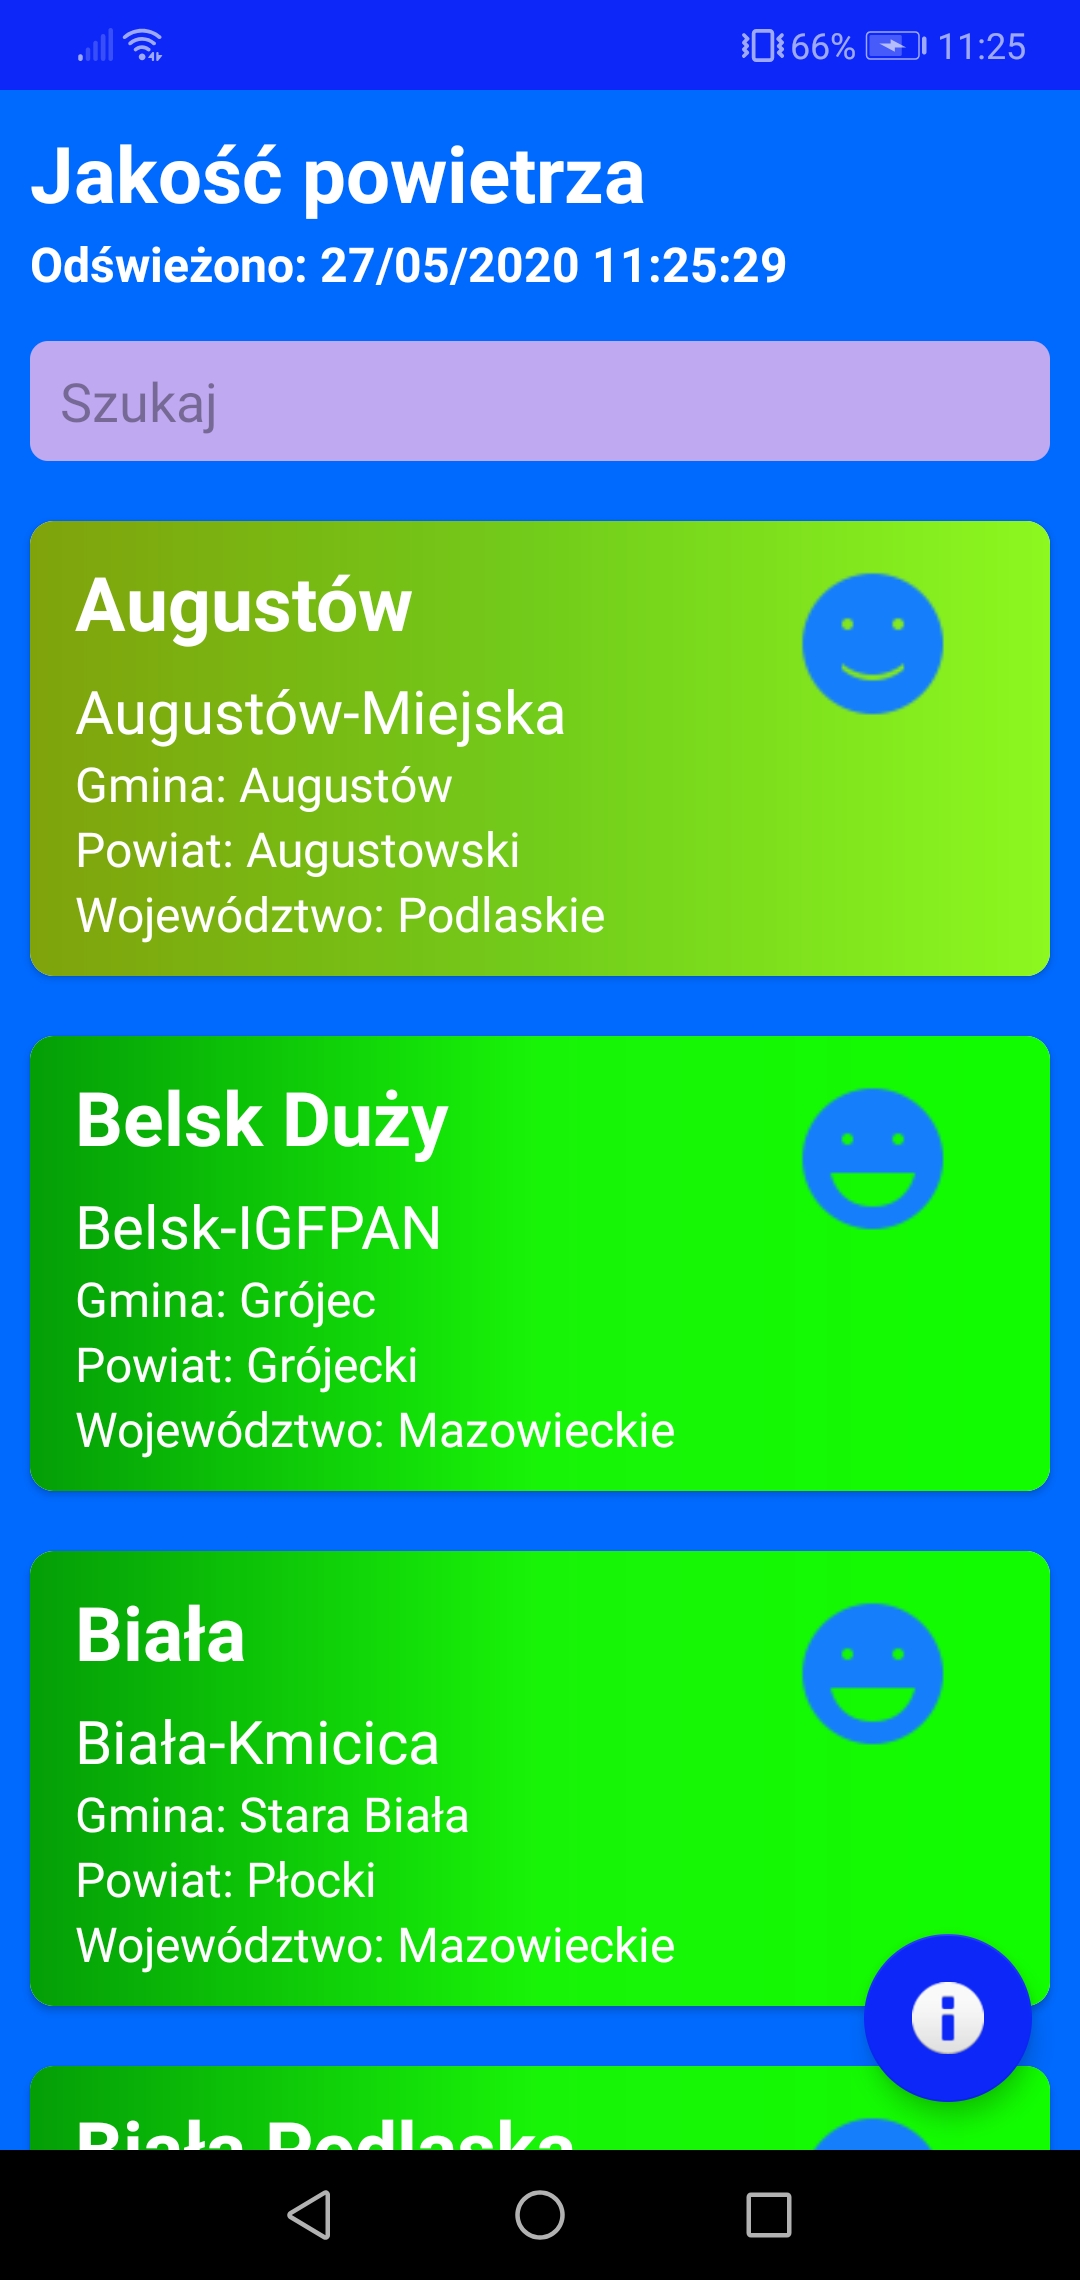 66% 11:25
Jakość powietrza
Odświeżono: 27/05/2020 11:25:29
Szukaj
Augustów
Augustów-Miejska
Gmina: Augustów
Powiat: Augustowski
Województwo: Podlaskie
Belsk Duży
Belsk-IGFPAN
Gmina: Grójec
Powiat: Grójecki
Województwo: Mazowieckie
Biała
Biała-Kmicica
Gmina: Stara Biała
Powiat: Płocki
Województwo: Mazowieckie
Biała Podlaska